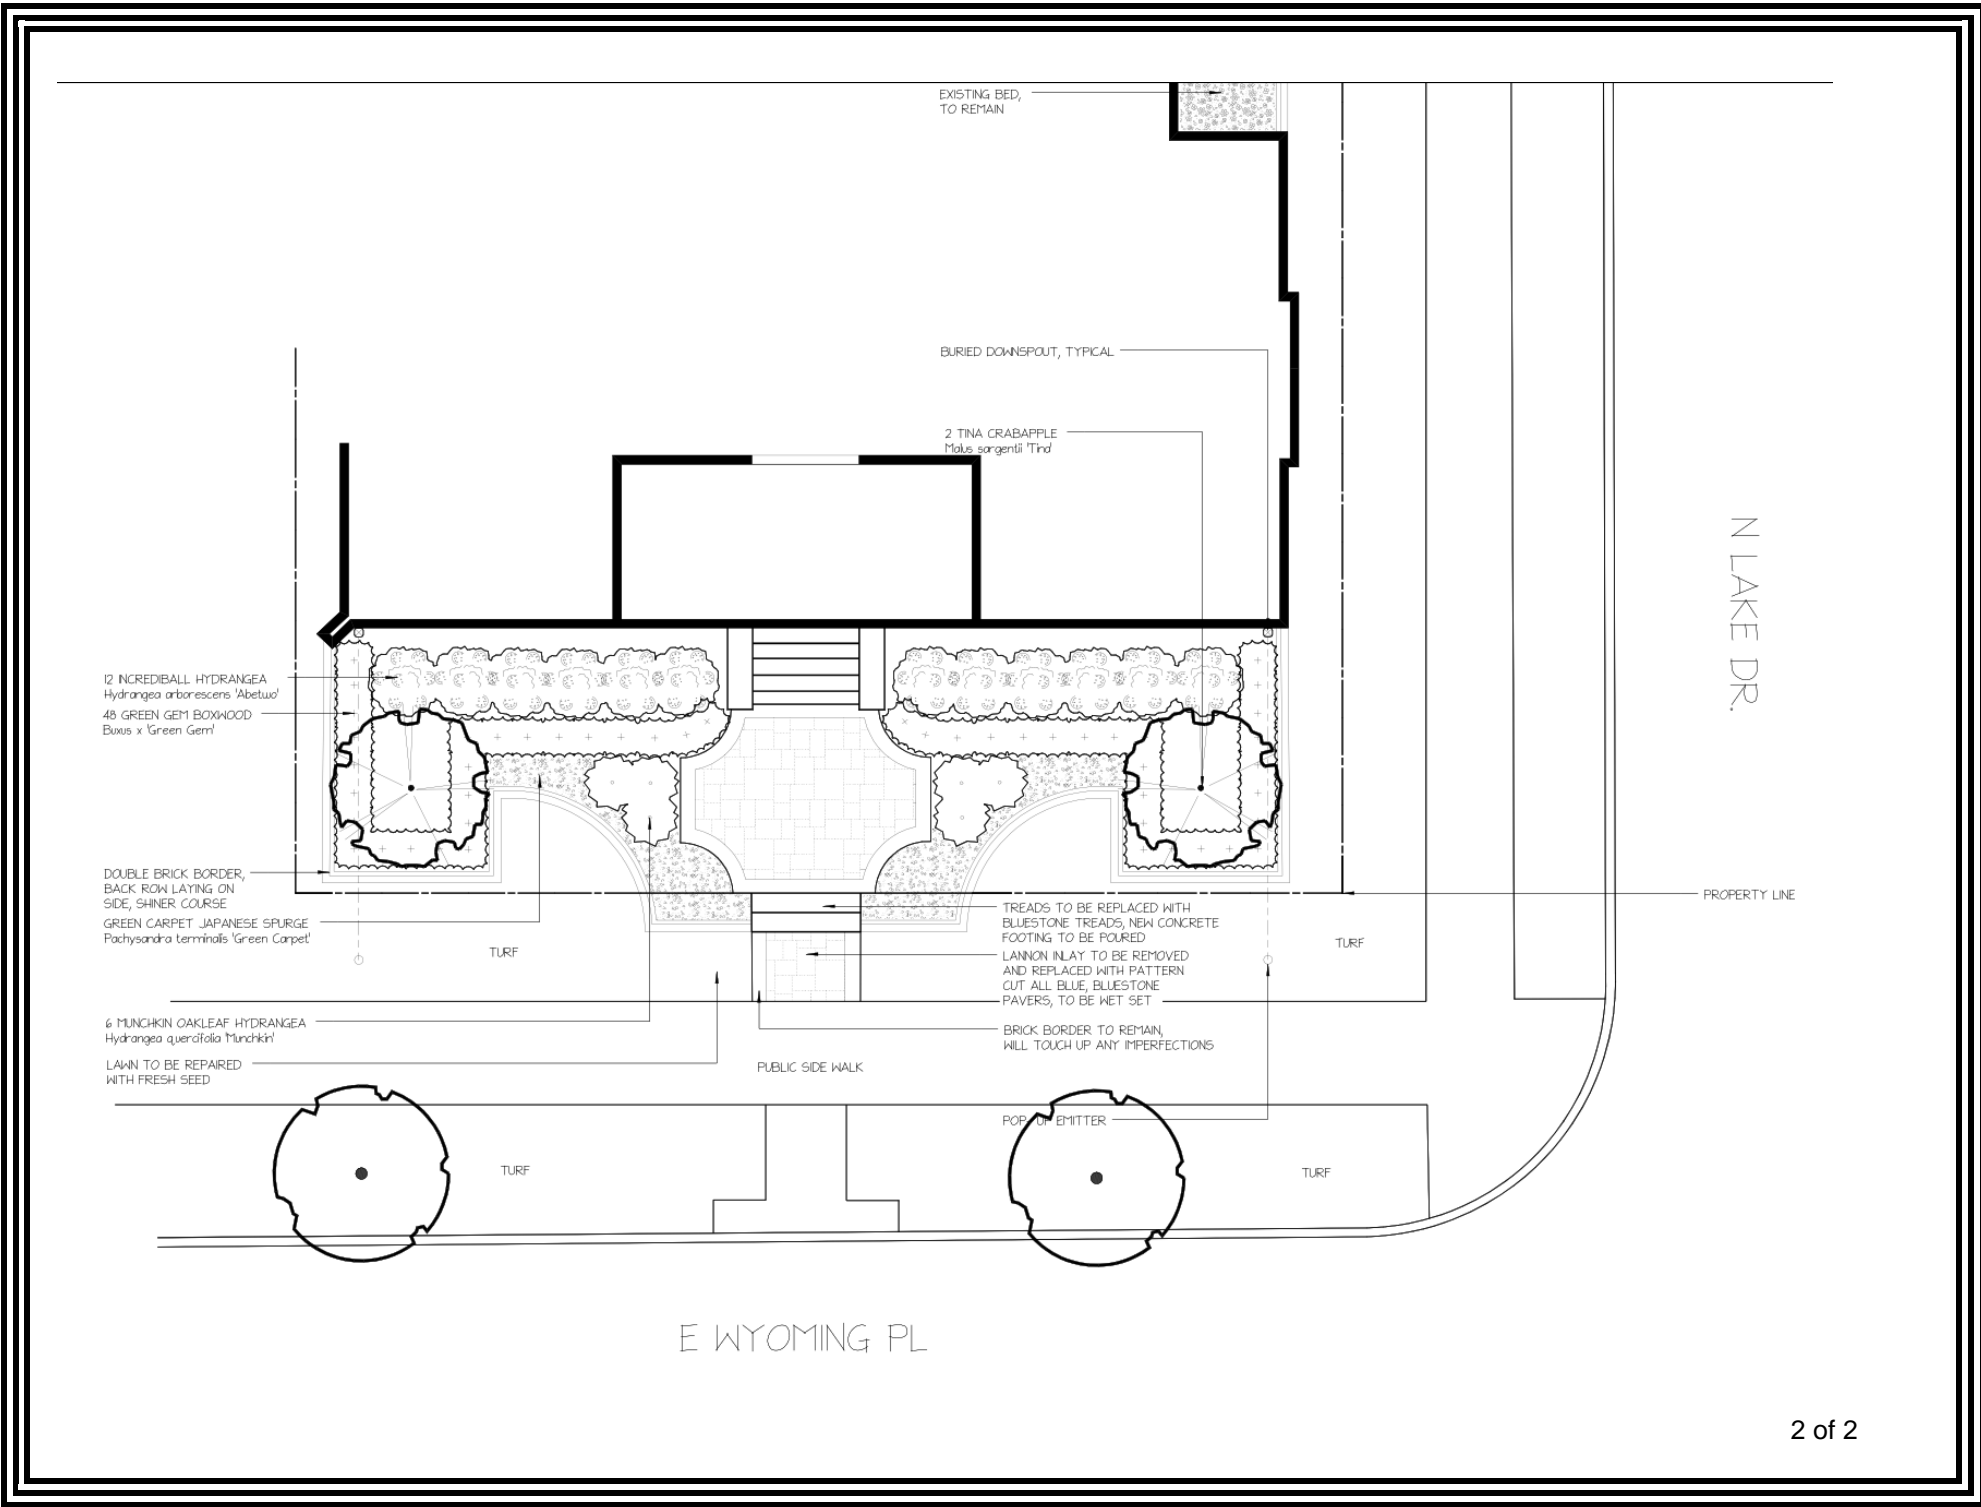 EXISTING BED,
TO REMAIN
BURIED DOWNSPOUT, TYPICAL
2 TINA CRABAPPLE
Malus sargentii 'Tina'
N LAKE DR.
12 INCREDIBALL HYDRANGEA
Hydrangea arborescens 'Abetwo'
48 GREEN GEM BOXWOOD
Buxus x 'Green Gem'
DOUBLE BRICK BORDER,
BACK ROW LAYING ON
SIDE, SHINER COURSE
GREEN CARPET JAPANESE SPURGE
Pachysandra terminalis 'Green Carpet'
TURF
6 MUNCHKIN OAKLEAF HYDRANGEA
Hydrangea quercifolia 'Munchkin'
LAWN TO BE REPAIRED
WITH FRESH SEED
PROPERTY LINE
TREADS TO BE REPLACED WITH
BLUESTONE TREADS, NEW CONCRETE
FOOTING TO BE POURED
TURF
LANNON INLAY TO BE REMOVED
AND REPLACED WITH PATTERN
CUT ALL BLUE, BLUESTONE
PAVERS, TO BE WET SET
BRICK BORDER TO REMAIN,
WILL TOUCH UP ANY IMPERFECTIONS
PUBLIC SIDE WALK
POP UP EMITTER
TURF
TURF
E WYOMING PL
2 of 2